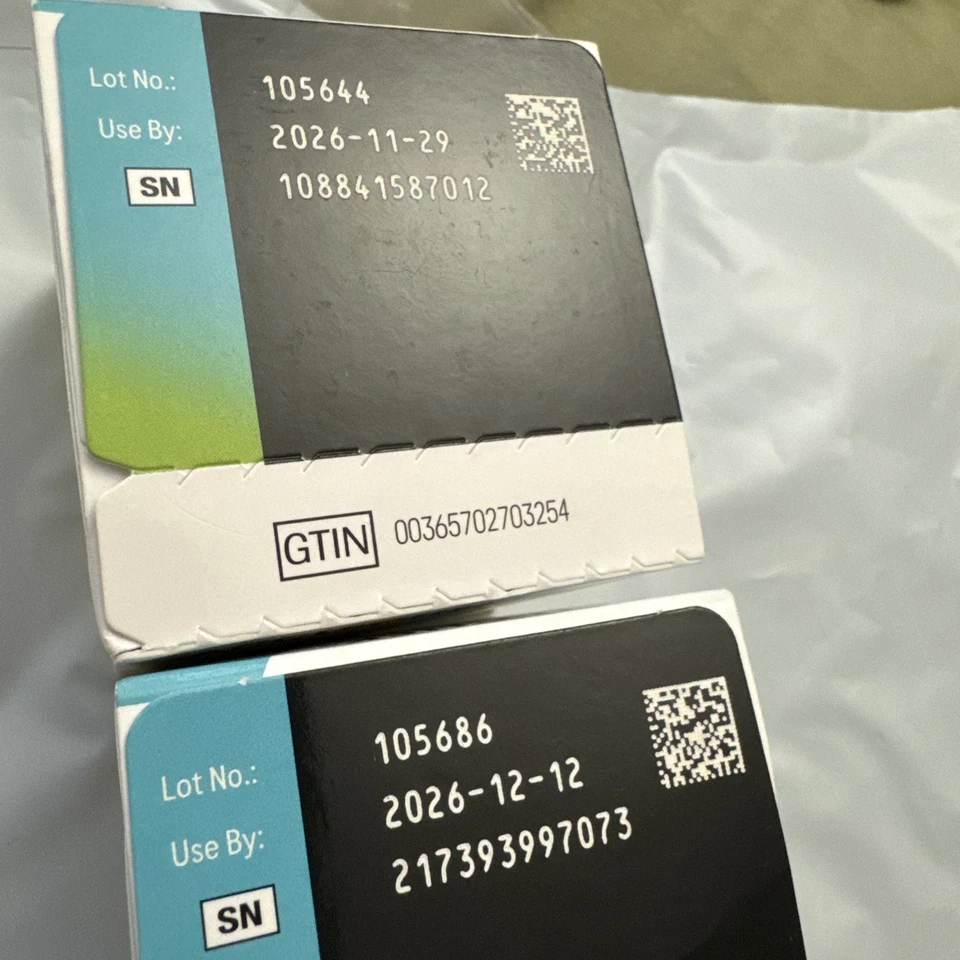 Lot No.: 105644
Use By: 2026-11-29
SN 108841587012
GTIN 00365702703254
Lot No.: 105686
Use By: 2026-12-12
SN 217393997073